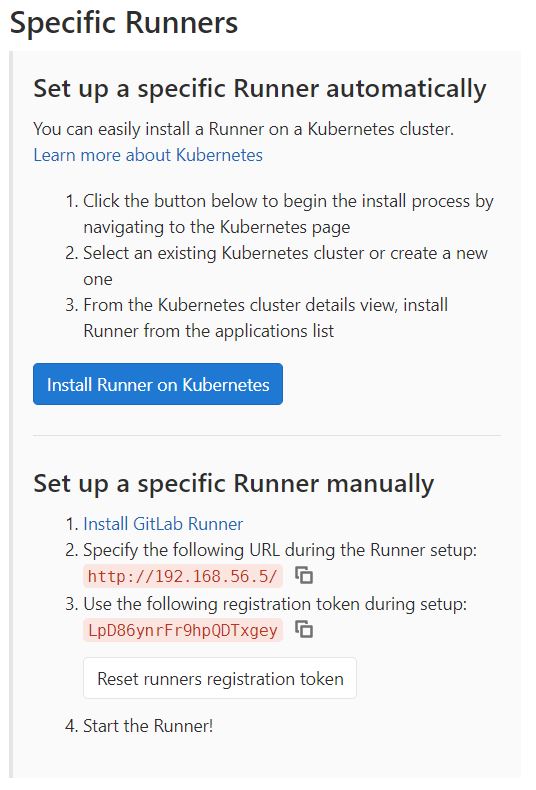 Specific Runners
Set up a specific Runner automatically
You can easily install a Runner on a Kubernetes cluster.
Learn more about Kubernetes
1. Click the button below to begin the install process by
navigating to the Kubernetes page
2. Select an existing Kubernetes cluster or create a new
one
3. From the Kubernetes cluster details view, install
Runner from the applications list
Install Runner on Kubernetes
Set up a specific Runner manually
1. Install GitLab Runner
2. Specify the following URL during the Runner setup:
http://192.168.56.5/
3. Use the following registration token during setup:
LpD86ynrFr9hpQDTxgey
Reset runners registration token
4. Start the Runner!